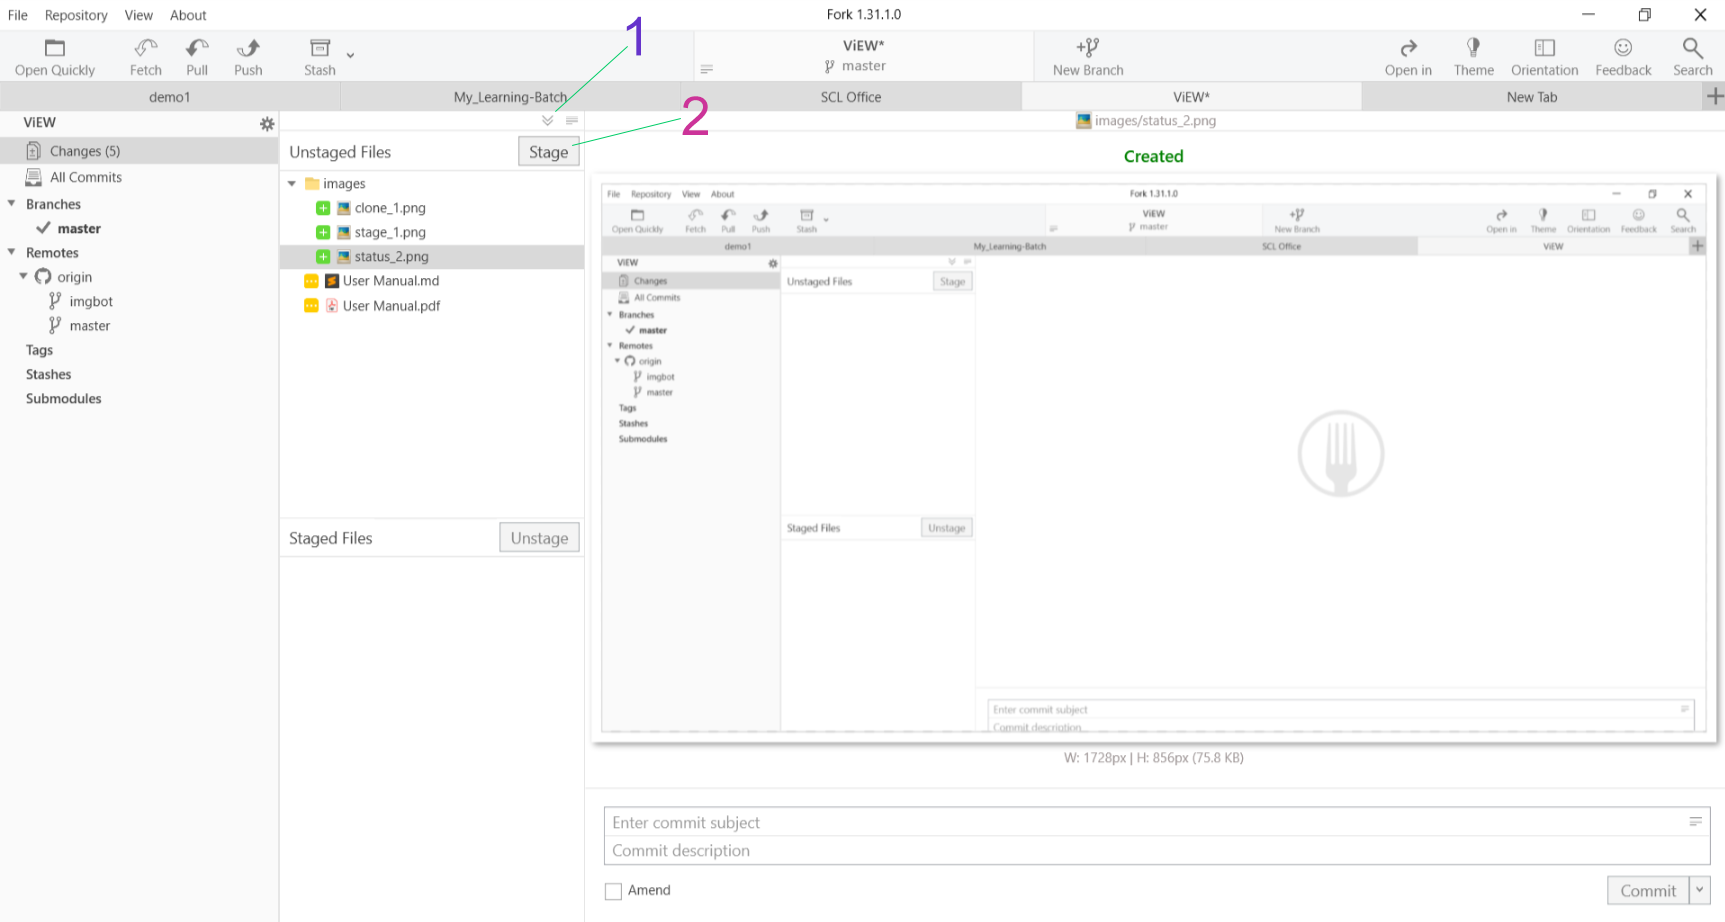 File Repository View About
Fork 1.31.1.0
1
Open Quickly Fetch Pull Push Stash
ViEW*
master
New Branch
Open in Theme Orientation Feedback Search
demo1 My_Learning-Batch SCL Office ViEW* New Tab
2
ViEW
Changes (5)
All Commits
Branches
master
Remotes
origin
imgbot
master
Tags
Stashes
Submodules
Unstaged Files Stage
images
clone_1.png
stage_1.png
status_2.png
User Manual.md
User Manual.pdf
Staged Files Unstage
images/status_2.png
Created
File Repository View About
Fork 1.31.1.0
Open Quickly Fetch Pull Push Stash
ViEW
master
New Branch
Open in Theme Orientation Feedback Search
demo1 My_Learning-Batch SCL Office ViEW
ViEW
Changes
All Commits
Branches
master
Remotes
origin
imgbot
master
Tags
Stashes
Submodules
Unstaged Files Stage
Staged Files Unstage
Enter commit subject
Commit description
W: 1728px | H: 856px (75.8 KB)
Enter commit subject
Commit description
Amend
Commit